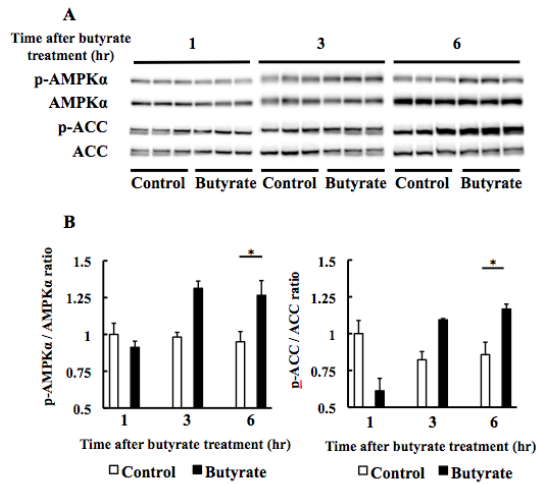 A
Time after butyrate
treatment (hr)
1 3 6
p-AMPKα
AMPKα
p-ACC
ACC
Control Butyrate Control Butyrate Control Butyrate
B
p-AMPKα / AMPKα ratio
1.5
1.25
1
0.75
0.5
*
1 3 6
Time after butyrate treatment (hr)
Control Butyrate
p-ACC / ACC ratio
1.5
1.25
1
0.75
0.5
*
1 3 6
Time after butyrate treatment (hr)
Control Butyrate